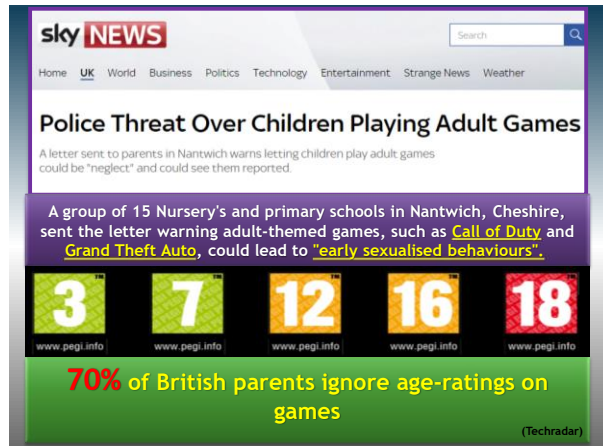 sky NEWS
Search
Home UK World Business Politics Technology Entertainment Strange News Weather
Police Threat Over Children Playing Adult Games
A letter sent to parents in Nantwich warns letting children play adult games
could be "neglect" and could see them reported.
A group of 15 Nursery's and primary schools in Nantwich, Cheshire,
sent the letter warning adult-themed games, such as Call of Duty and
Grand Theft Auto, could lead to "early sexualised behaviours".
3 7 12 16 18
www.pegi.info www.pegi.info www.pegi.info www.pegi.info www.pegi.info
70% of British parents ignore age-ratings on
games
(Techradar)